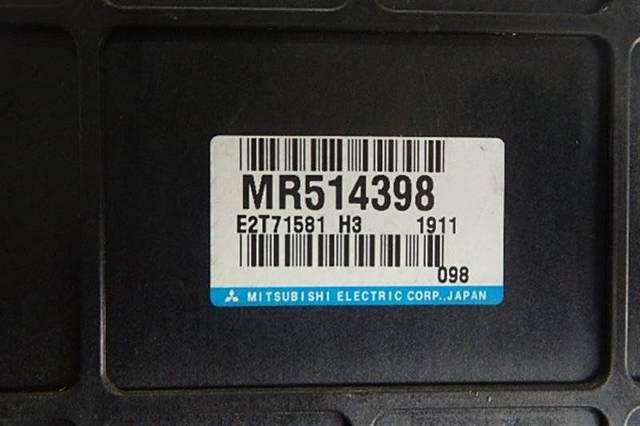 MR514398
E2T71581 H3 1911
098
MITSUBISHI ELECTRIC CORP., JAPAN